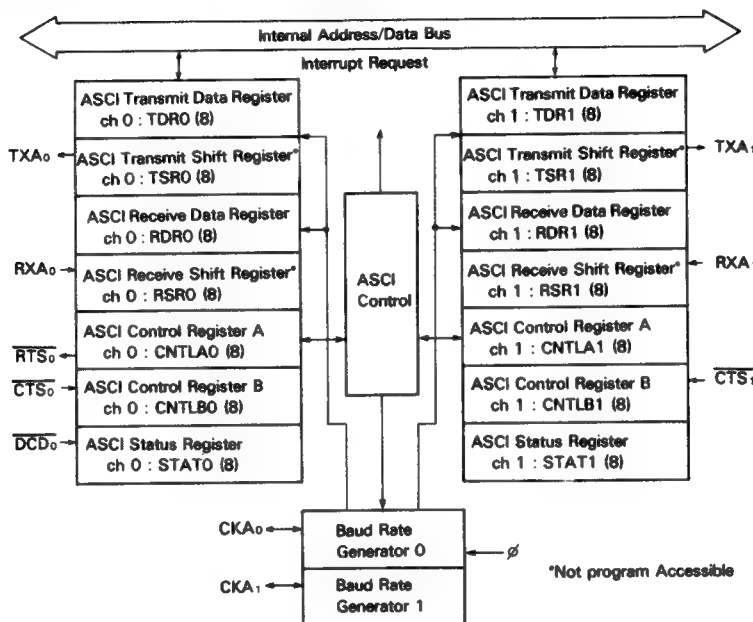 Internal Address/Data Bus
Interrupt Request
ASCI Transmit Data Register
ch 0 : TDR0 (8)
TXA₀
ASCI Transmit Shift Register*
ch 0 : TSR0 (8)
ASCI Receive Data Register
ch 0 : RDR0 (8)
RXA₀
ASCI Receive Shift Register*
ch 0 : RSR0 (8)
ASCI Control Register A
ch 0 : CNTLA0 (8)
RTS₀
CTS₀
ASCI Control Register B
ch 0 : CNTLB0 (8)
DCD₀
ASCI Status Register
ch 0 : STAT0 (8)
ASCI
Control
ASCI Transmit Data Register
ch 1 : TDR1 (8)
ASCI Transmit Shift Register*
ch 1 : TSR1 (8)
TXA₁
ASCI Receive Data Register
ch 1 : RDR1 (8)
ASCI Receive Shift Register*
ch 1 : RSR1 (8)
RXA
ASCI Control Register A
ch 1 : CNTLA1 (8)
ASCI Control Register B
ch 1 : CNTLB1 (8)
CTS₁
ASCI Status Register
ch 1 : STAT1 (8)
CKA₀
Baud Rate
Generator 0
ø
CKA₁
Baud Rate
Generator 1
*Not program Accessible